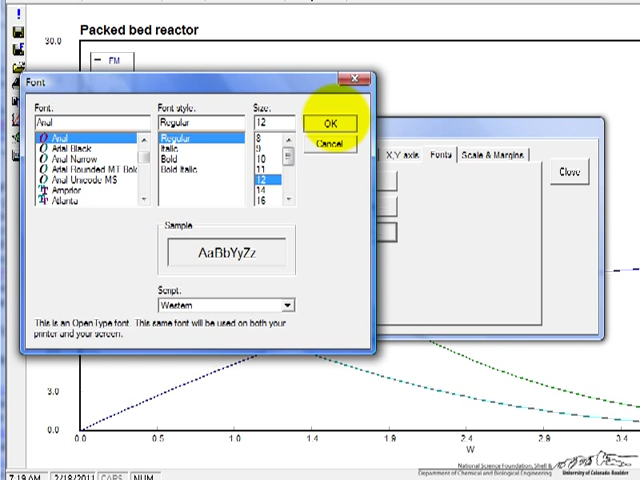 Packed bed reactor
30.0
FM
Font
Font:
Font style:
Size:
Arial
Regular
12
OK
Arial
Arial Black
Arial Narrow
Arial Rounded MT Bold
Arial Unicode MS
Ampiior
Atlanta
Regular
Italic
Bold
Bold Italic
8
9
10
11
12
14
16
Cancel
X,Y axis
Fonts
Scale & Margins
Close
Sample
AaBbYyZz
Script:
Western
This is an OpenType font. This same font will be used on both your
printer and your screen.
3.0
0.0
0.0
0.5
1.0
1.4
1.9
2.4
2.9
3.4
W
National Science Foundation, Shell &
Department of Chemical and Biological Engineering
University of Colorado Boulder
7:19 AM
2/18/2011
CAPS
NUM